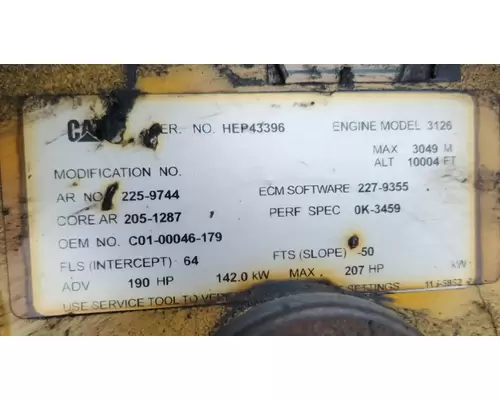 CAT SER. NO. HEP43396 ENGINE MODEL 3126
MAX 3049 M
ALT 10004 FT
MODIFICATION NO.
AR NO 225-9744 ECM SOFTWARE 227-9355
CORE AR 205-1287 PERF SPEC 0K-3459
OEM NO. C01-00046-179
FLS (INTERCEPT) 64 FTS (SLOPE) -50
ADV 190 HP 142.0 kW MAX. 207 HP kW
USE SERVICE TOOL TO SETTINGS